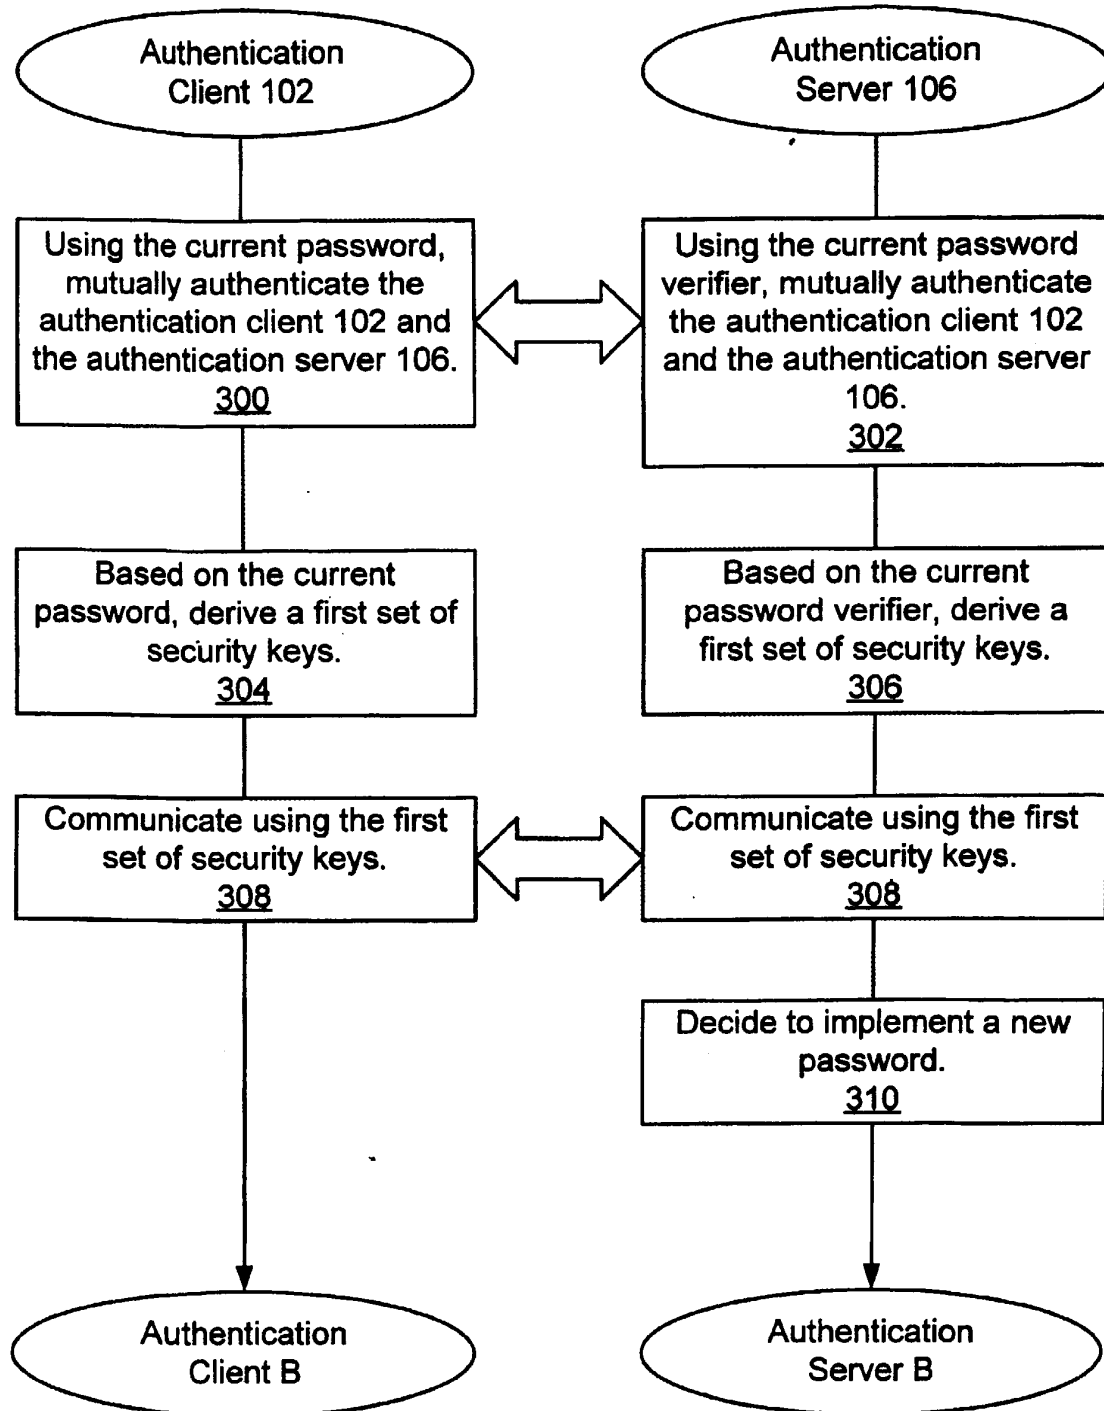 Authentication
Client 102
Authentication
Server 106
Using the current password,
mutually authenticate the
authentication client 102 and
the authentication server 106.
300
Using the current password
verifier, mutually authenticate
the authentication client 102
and the authentication server
106.
302
Based on the current
password, derive a first set of
security keys.
304
Based on the current
password verifier, derive a
first set of security keys.
306
Communicate using the first
set of security keys.
308
Communicate using the first
set of security keys.
308
Decide to implement a new
password.
310
Authentication
Client B
Authentication
Server B